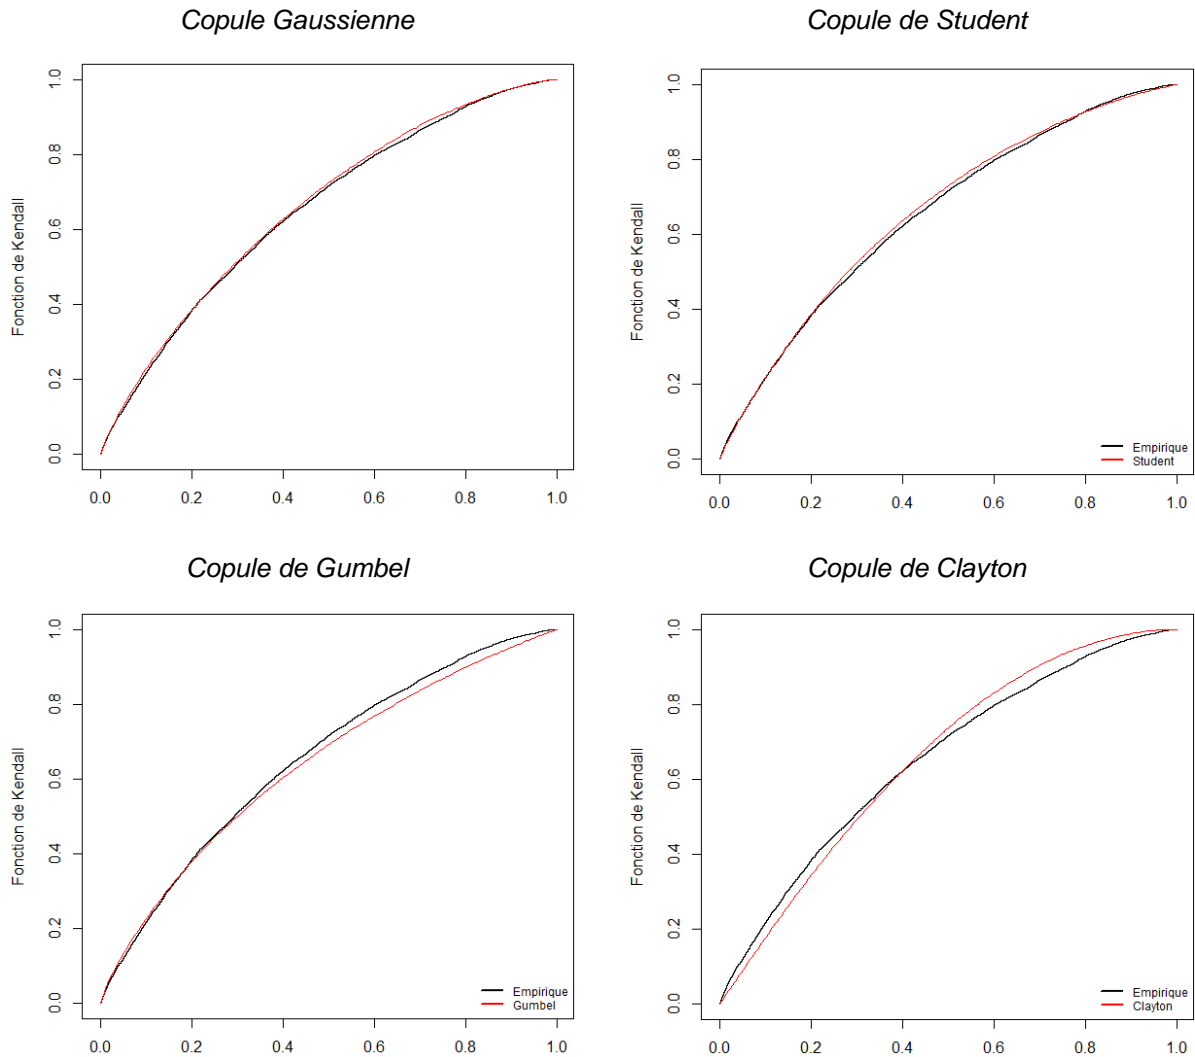 Copule Gaussienne
Copule de Student
Fonction de Kendall
0.0 0.2 0.4 0.6 0.8 1.0
0.0 0.2 0.4 0.6 0.8 1.0
Fonction de Kendall
0.0 0.2 0.4 0.6 0.8 1.0
Empirique
Student
0.0 0.2 0.4 0.6 0.8 1.0
Copule de Gumbel
Copule de Clayton
Fonction de Kendall
0.0 0.2 0.4 0.6 0.8 1.0
Empirique
Gumbel
0.0 0.2 0.4 0.6 0.8 1.0
Fonction de Kendall
0.0 0.2 0.4 0.6 0.8 1.0
Empirique
Clayton
0.0 0.2 0.4 0.6 0.8 1.0